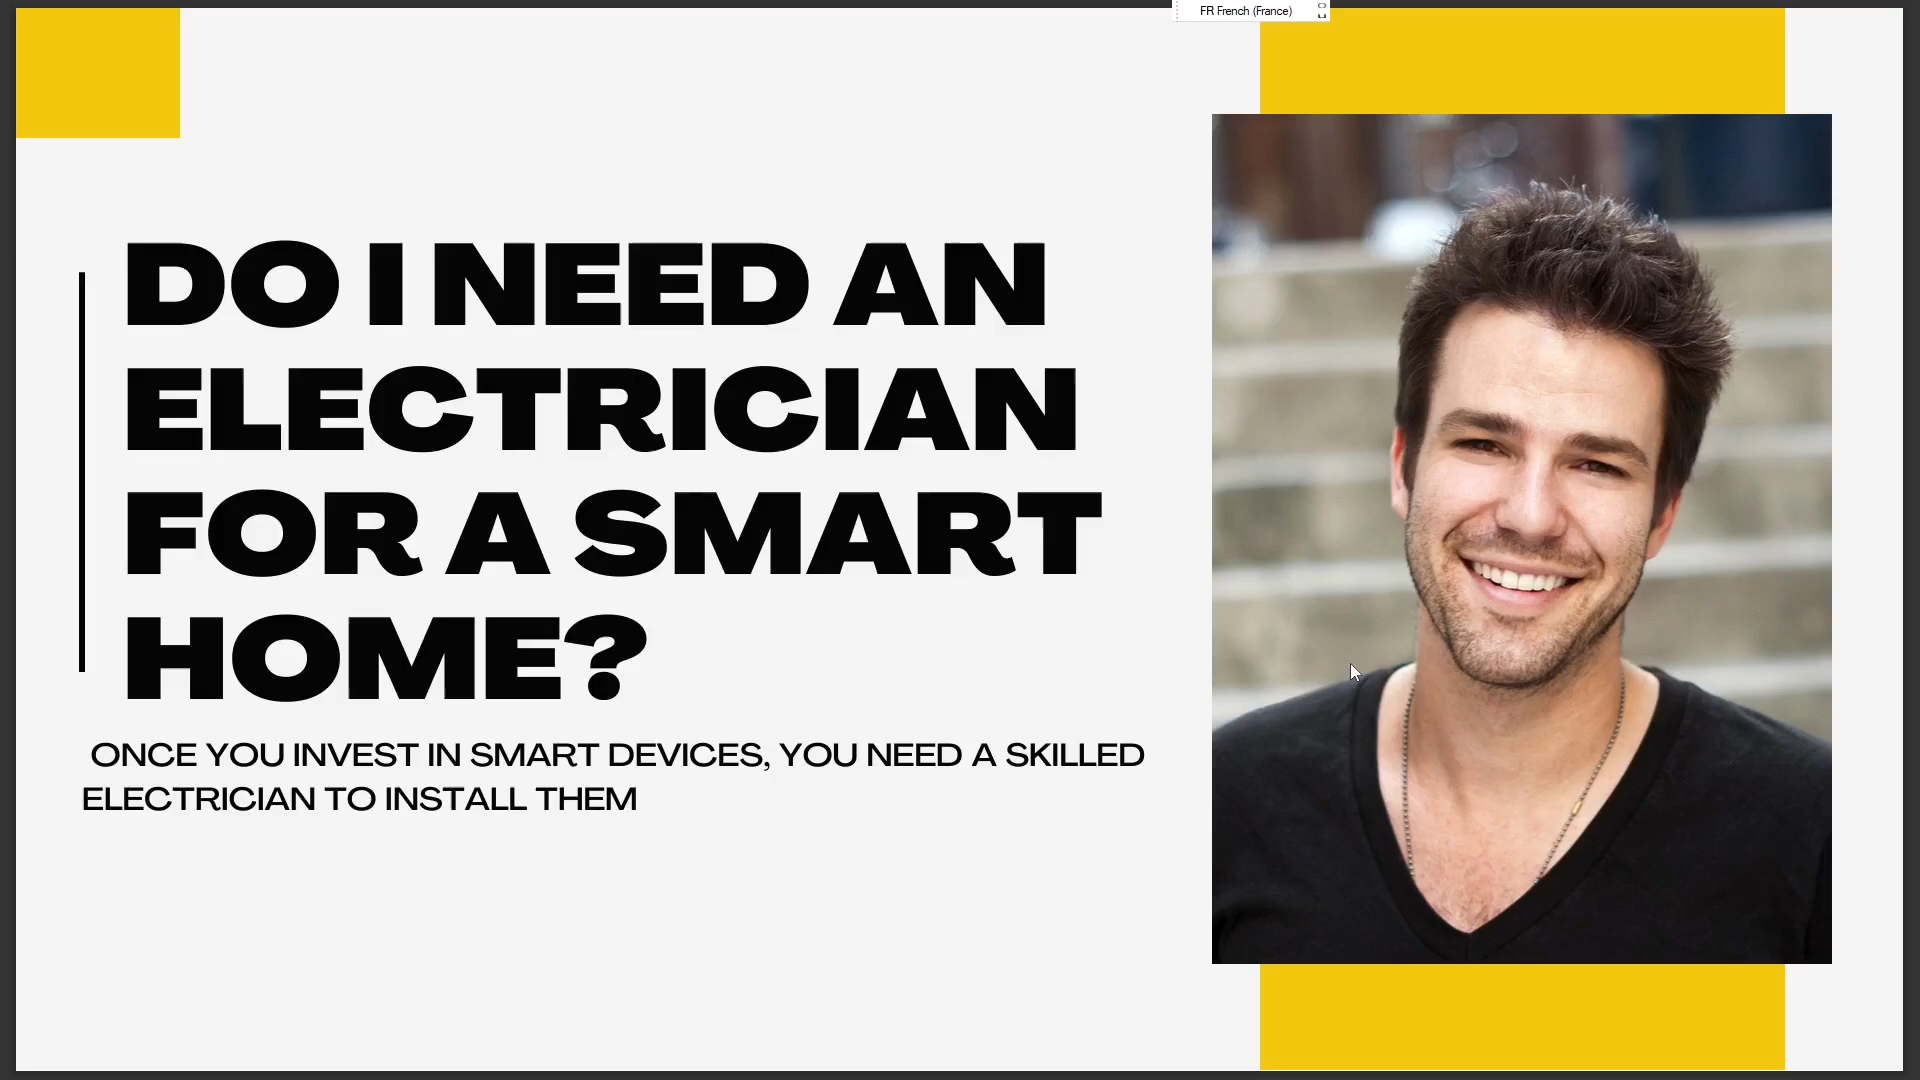 FR French (France)
DO I NEED AN
ELECTRICIAN
FOR A SMART
HOME?
ONCE YOU INVEST IN SMART DEVICES, YOU NEED A SKILLED
ELECTRICIAN TO INSTALL THEM